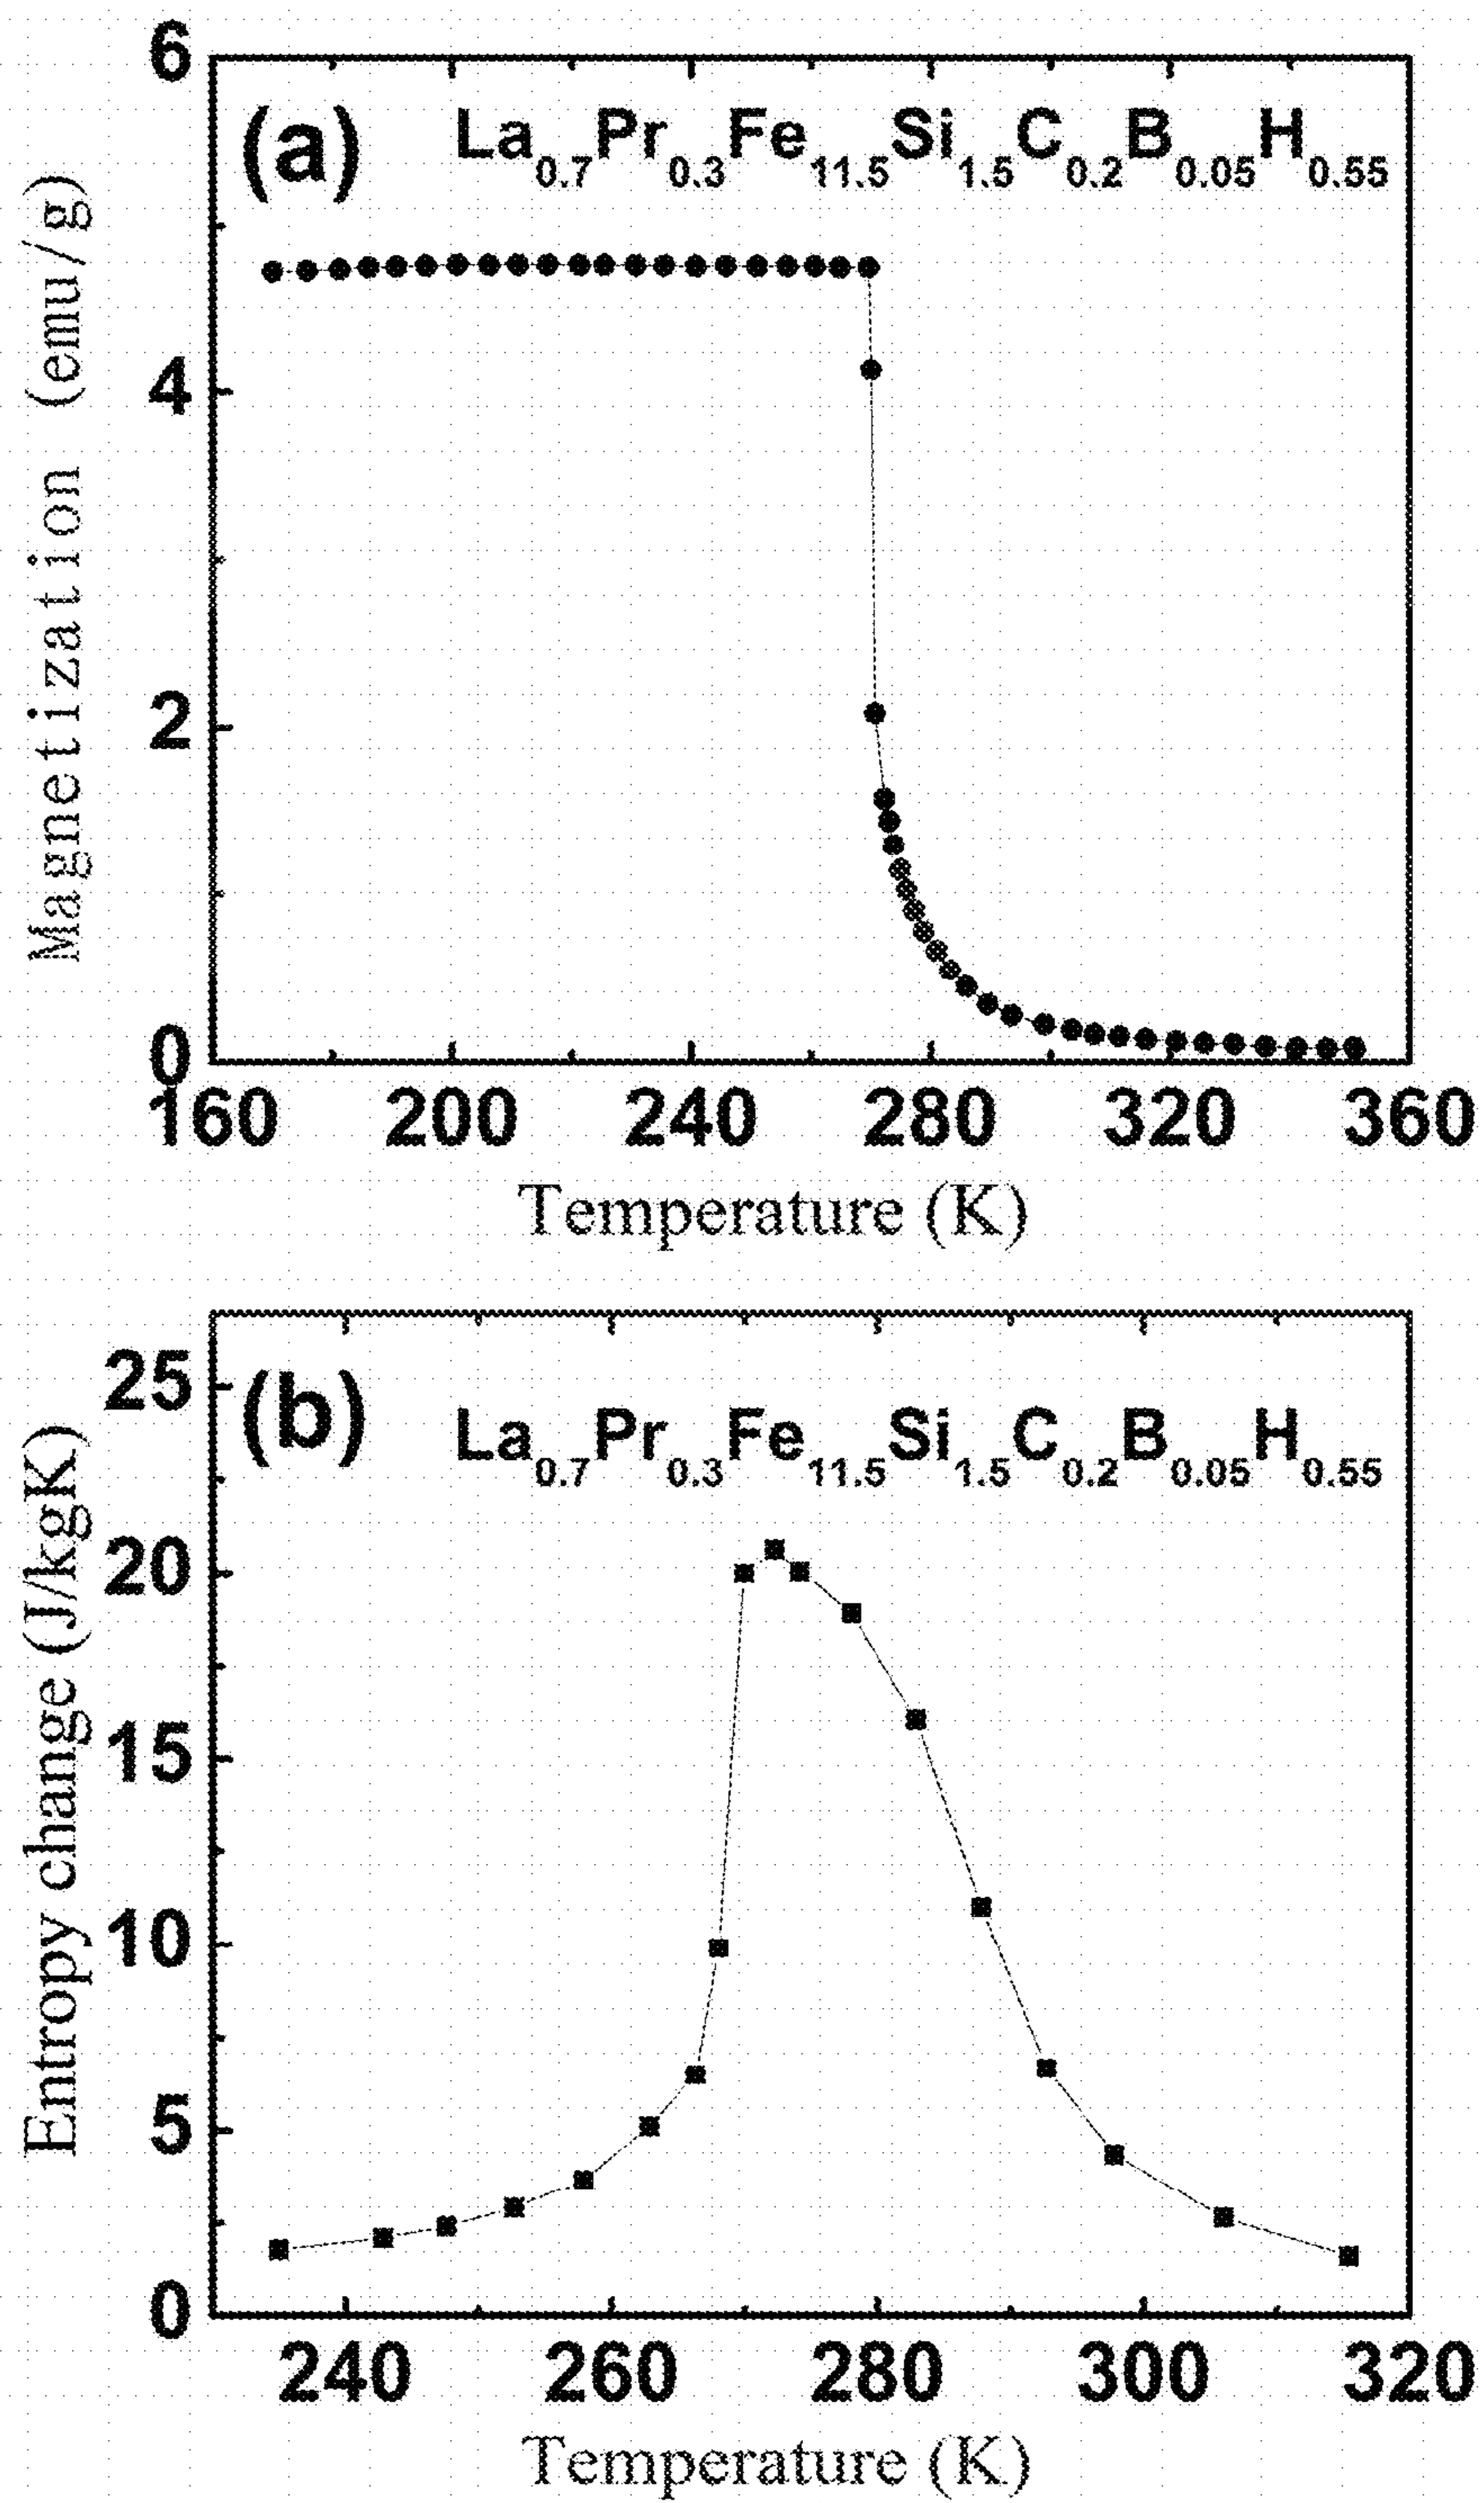 6
(a) La0.7Pr0.3Fe11.5Si1.5C0.2B0.05H0.55
4
2
0
Magnetization (emu/g)
160 200 240 280 320 360
Temperature (K)
25
(b) La0.7Pr0.3Fe11.5Si1.5C0.2B0.05H0.55
20
15
10
5
0
Entropy change (J/kgK)
240 260 280 300 320
Temperature (K)